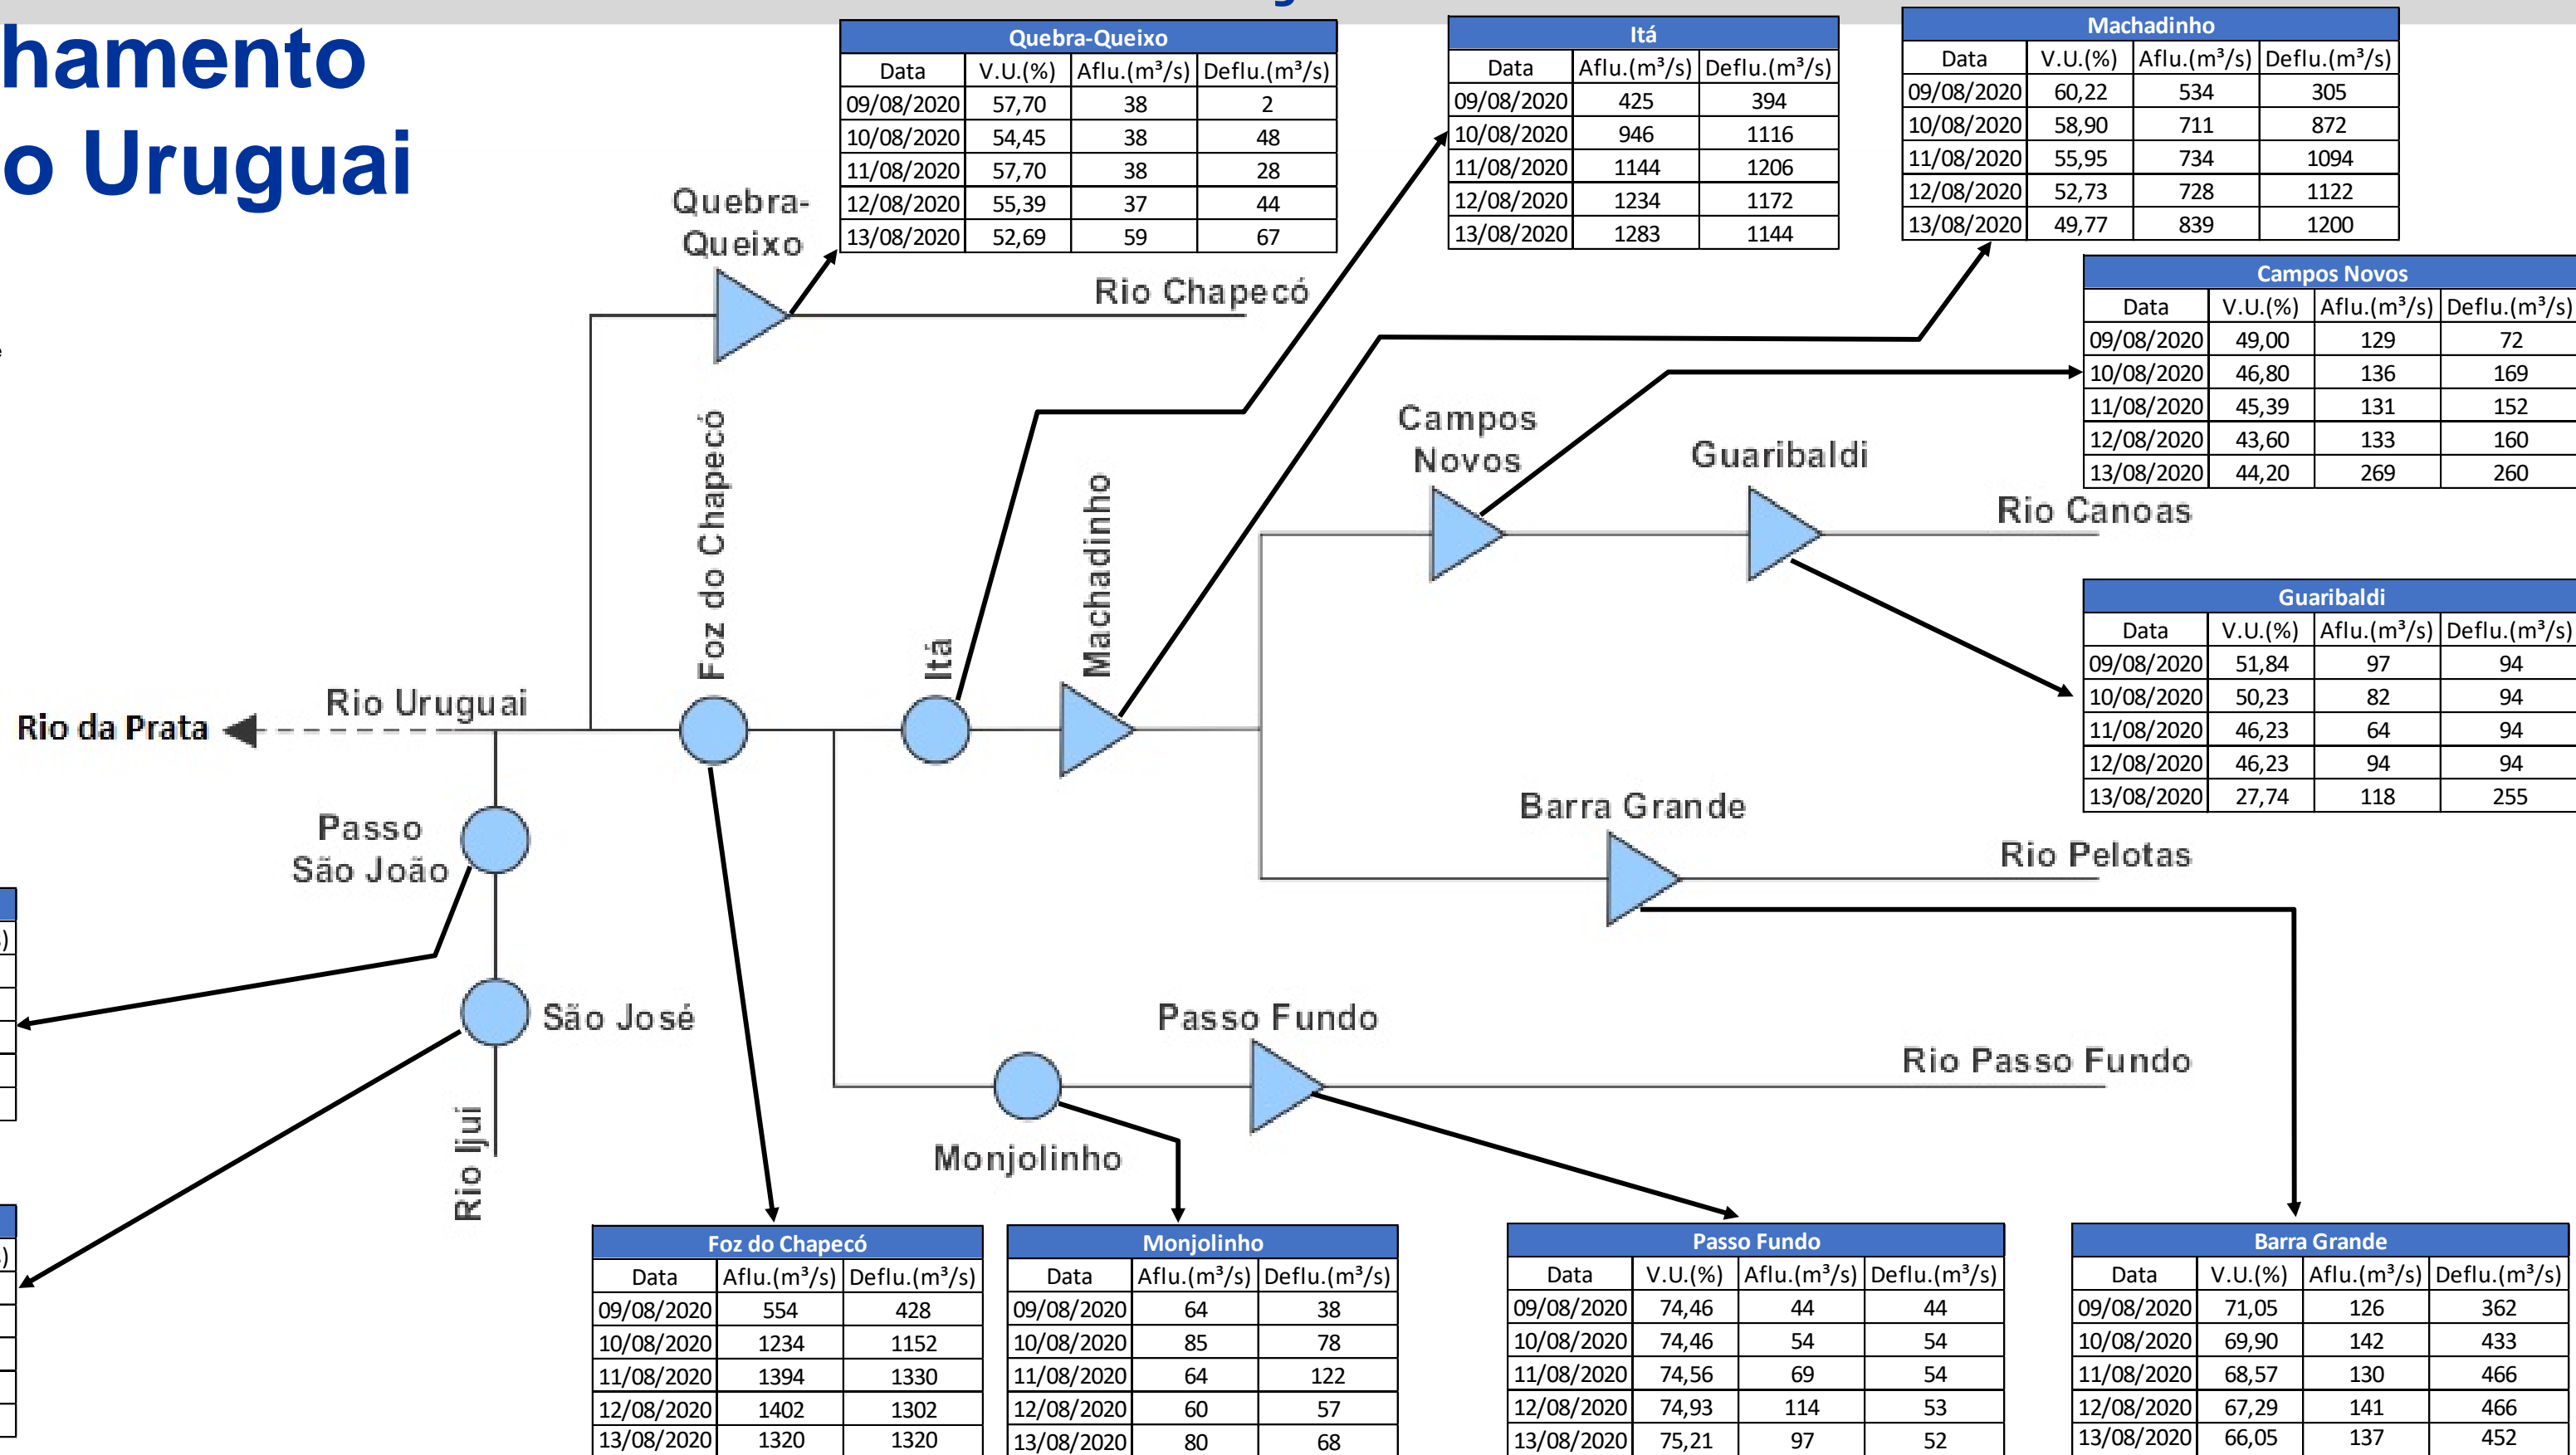 hamento
o Uruguai
Quebra-Queixo
Data V.U.(%) Aflu.(m³/s) Deflu.(m³/s)
09/08/2020 57,70 38 2
10/08/2020 54,45 38 48
11/08/2020 57,70 38 28
12/08/2020 55,39 37 44
13/08/2020 52,69 59 67
Itá
Data Aflu.(m³/s) Deflu.(m³/s)
09/08/2020 425 394
10/08/2020 946 1116
11/08/2020 1144 1206
12/08/2020 1234 1172
13/08/2020 1283 1144
Machadinho
Data V.U.(%) Aflu.(m³/s) Deflu.(m³/s)
09/08/2020 60,22 534 305
10/08/2020 58,90 711 872
11/08/2020 55,95 734 1094
12/08/2020 52,73 728 1122
13/08/2020 49,77 839 1200
Quebra-
Queixo
Rio Chapecó
Campos Novos
Data V.U.(%) Aflu.(m³/s) Deflu.(m³/s)
09/08/2020 49,00 129 72
10/08/2020 46,80 136 169
11/08/2020 45,39 131 152
12/08/2020 43,60 133 160
13/08/2020 44,20 269 260
Foz do Chapecó
Itá
Machadinho
Campos
Novos
Guaribaldi
Rio Canoas
Guaribaldi
Data V.U.(%) Aflu.(m³/s) Deflu.(m³/s)
09/08/2020 51,84 97 94
10/08/2020 50,23 82 94
11/08/2020 46,23 64 94
12/08/2020 46,23 94 94
13/08/2020 27,74 118 255
Rio da Prata
Rio Uruguai
Barra Grande
Rio Pelotas
Passo
São João
São José
Rio Ijui
Passo Fundo
Rio Passo Fundo
Monjolinho
Foz do Chapecó
Data Aflu.(m³/s) Deflu.(m³/s)
09/08/2020 554 428
10/08/2020 1234 1152
11/08/2020 1394 1330
12/08/2020 1402 1302
13/08/2020 1320 1320
Monjolinho
Data Aflu.(m³/s) Deflu.(m³/s)
09/08/2020 64 38
10/08/2020 85 78
11/08/2020 64 122
12/08/2020 60 57
13/08/2020 80 68
Passo Fundo
Data V.U.(%) Aflu.(m³/s) Deflu.(m³/s)
09/08/2020 74,46 44 44
10/08/2020 74,46 54 54
11/08/2020 74,56 69 54
12/08/2020 74,93 114 53
13/08/2020 75,21 97 52
Barra Grande
Data V.U.(%) Aflu.(m³/s) Deflu.(m³/s)
09/08/2020 71,05 126 362
10/08/2020 69,90 142 433
11/08/2020 68,57 130 466
12/08/2020 67,29 141 466
13/08/2020 66,05 137 452